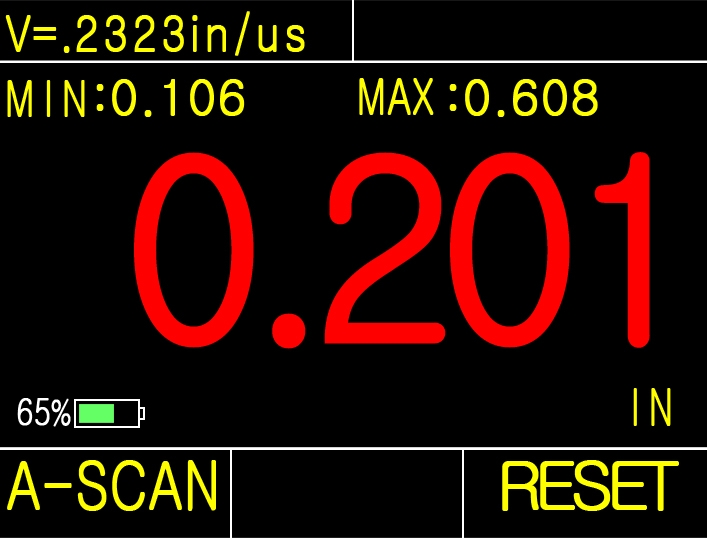 V=.2323in/us
MIN:0.106 MAX:0.608
0.201
65% IN
A-SCAN RESET